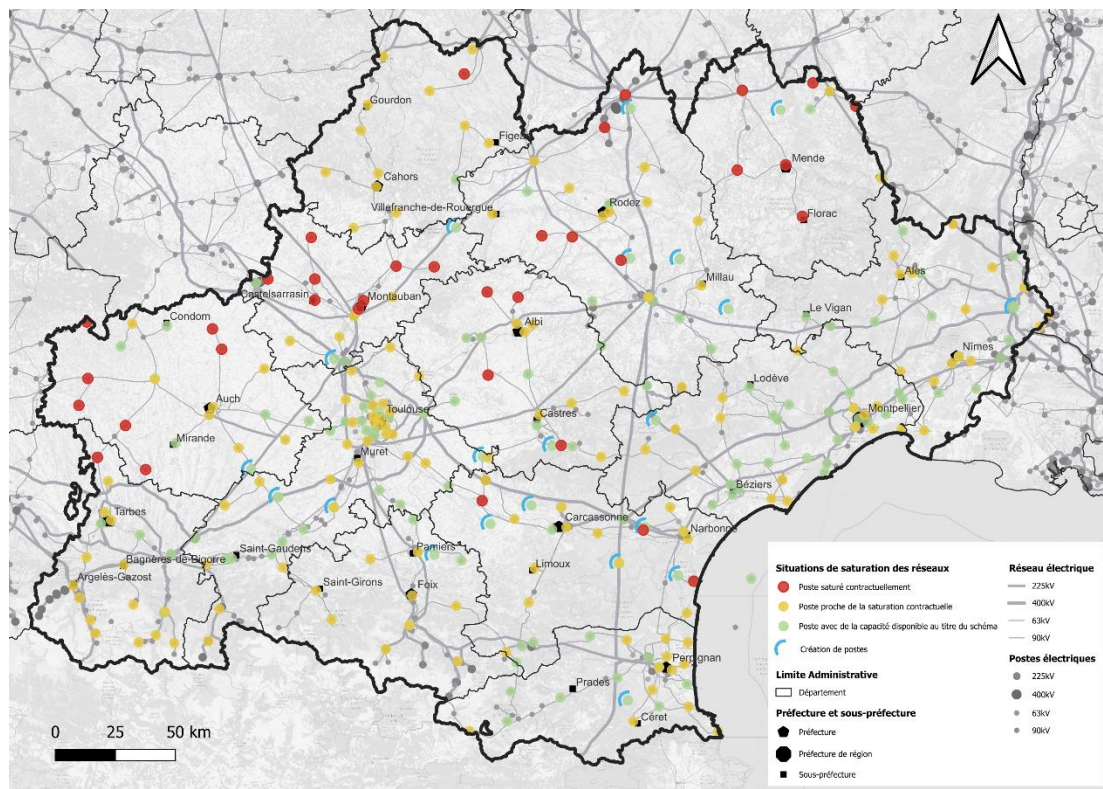 Gourdon
Figeac
Mende
Cahors
Villefranche-de-Rouergue
Rodez
Florac
Castelsarrasin
Montauban
Millau
Alès
Condom
Albi
Le Vigan
Nîmes
Auch
Toulouse
Lodève
Castres
Montpellier
Mirande
Muret
Béziers
Tarbes
Carcassonne
Narbonne
Bagnères-de-Bigorre
Saint-Gaudens
Pamiers
Argelès-Gazost
Saint-Girons
Foix
Limoux
Perpignan
Prades
Céret
0 25 50 km
Situations de saturation des réseaux
Poste saturé contractuellement
Poste proche de la saturation contractuelle
Poste avec de la capacité disponible au titre du schéma
Création de postes
Limite Administrative
Département
Préfecture et sous-préfecture
Préfecture
Préfecture de région
Sous-préfecture
Réseau électrique
225kV
400kV
63kV
90kV
Postes électriques
225kV
400kV
63kV
90kV